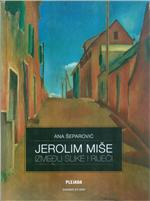 ANA ŠEPAROVIĆ
JEROLIM MIŠE
IZMEĐU SLIKE I RIJEČI
PLEJADA